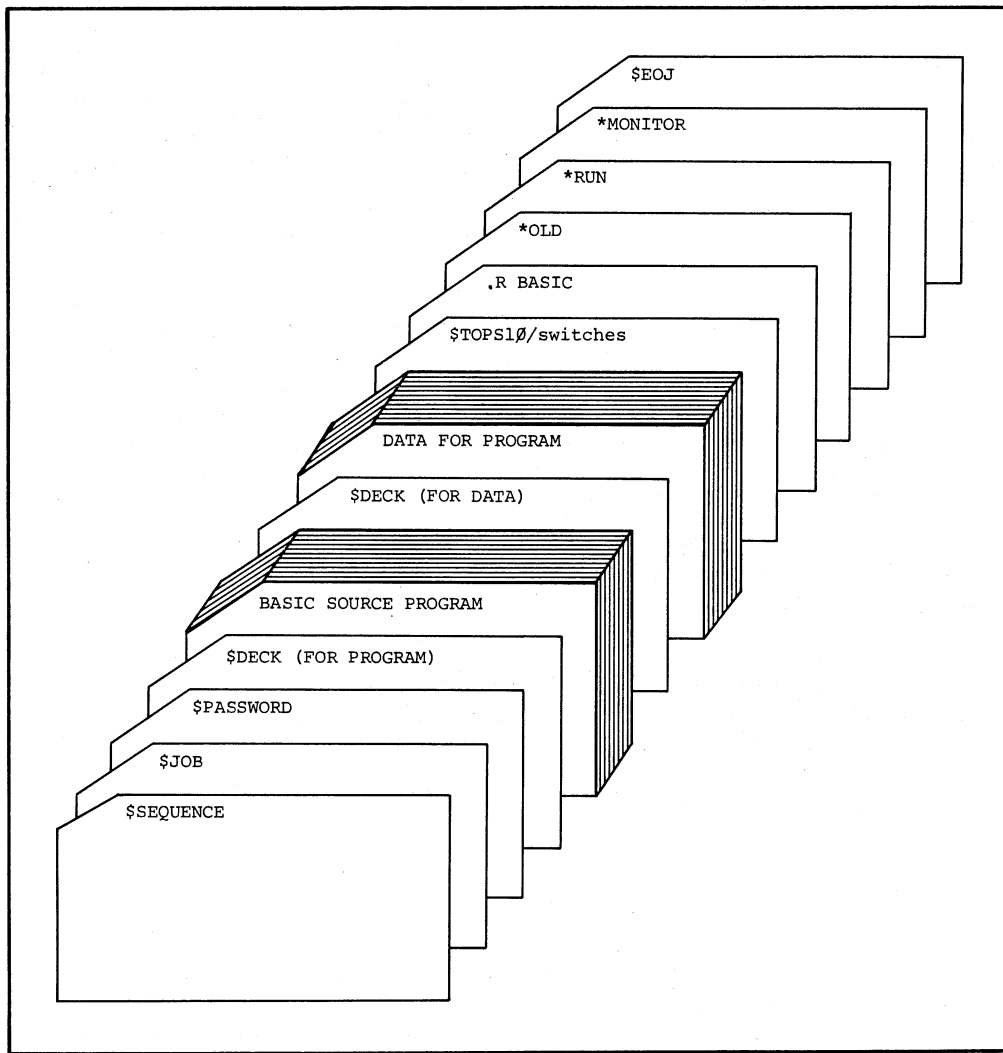 $EOJ
*MONITOR
*RUN
*OLD
.R BASIC
$TOPS1Ø/switches
DATA FOR PROGRAM
$DECK (FOR DATA)
BASIC SOURCE PROGRAM
$DECK (FOR PROGRAM)
$PASSWORD
$JOB
$SEQUENCE